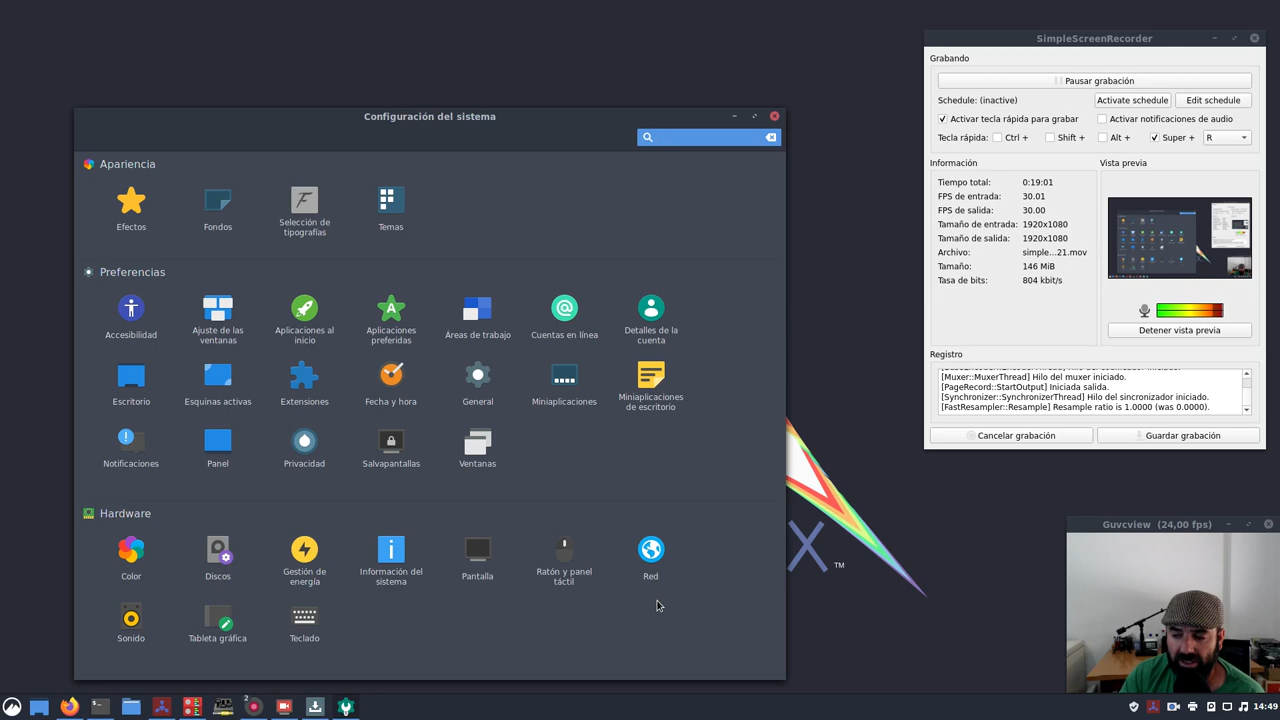 SimpleScreenRecorder
Grabando
Pausar grabación
Schedule: (inactive)
Activate schedule
Edit schedule
Activar tecla rápida para grabar
Activar notificaciones de audio
Tecla rápida:
Ctrl +
Shift +
Alt +
Super +
R
Información
Tiempo total: 0:19:01
FPS de entrada: 30.01
FPS de salida: 30.00
Tamaño de entrada: 1920x1080
Tamaño de salida: 1920x1080
Archivo: simple...21.mov
Tamaño: 146 MiB
Tasa de bits: 804 kbit/s
Vista previa
Detener vista previa
Registro
[Muxer::MuxerThread] Hilo del muxer iniciado.
[PageRecord::StartOutput] Iniciada salida.
[Synchronizer::SynchronizerThread] Hilo del sincronizador iniciado.
[FastResampler::Resample] Resample ratio is 1.0000 (was 0.0000).
Cancelar grabación
Guardar grabación
Configuración del sistema
Apariencia
Efectos
Fondos
Selección de
tipografías
Temas
Preferencias
Accesibilidad
Ajuste de las
ventanas
Aplicaciones al
inicio
Aplicaciones
preferidas
Áreas de trabajo
Cuentas en línea
Detalles de la
cuenta
Escritorio
Esquinas activas
Extensiones
Fecha y hora
General
Miniaplicaciones
Miniaplicaciones
de escritorio
Notificaciones
Panel
Privacidad
Salvapantallas
Ventanas
Hardware
Color
Discos
Gestión de
energía
Información del
sistema
Pantalla
Ratón y panel
táctil
Red
Sonido
Tableta gráfica
Teclado
X
TM
Guvcview (24,00 fps)
2
14:49